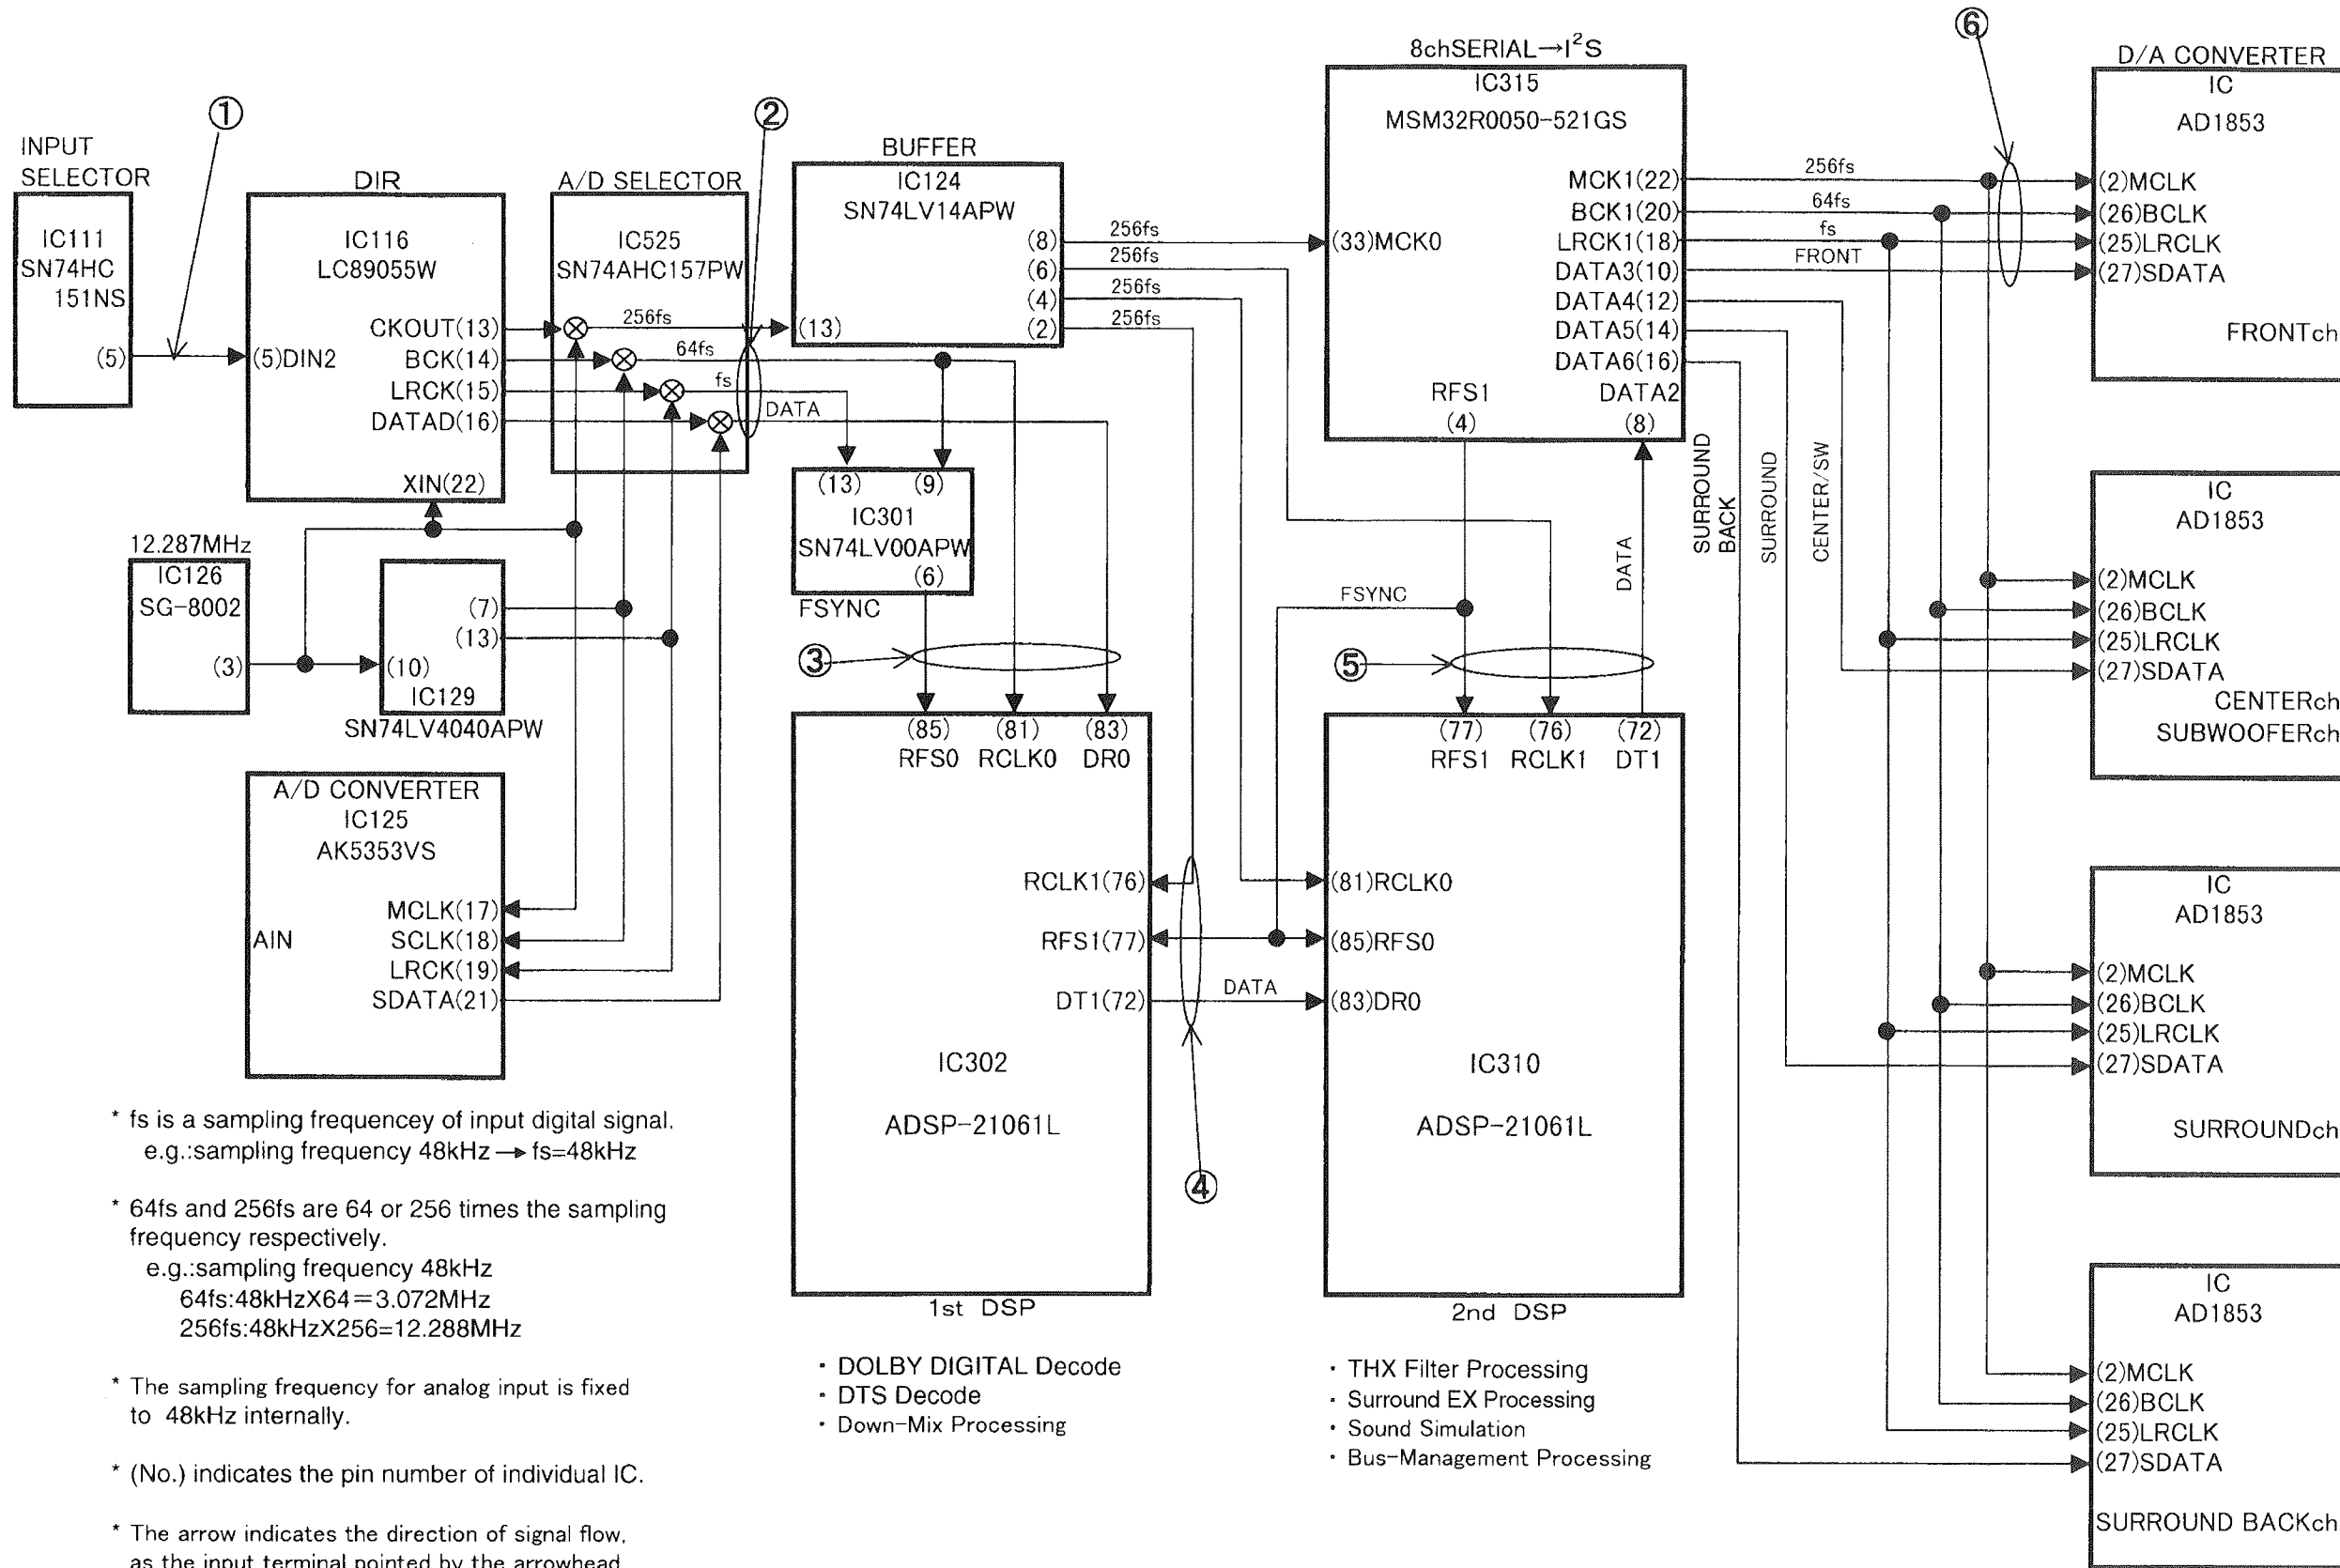 ①
②
⑥
INPUT
SELECTOR
IC111
SN74HC
151NS
(5)
DIR
IC116
LC89055W
(5)DIN2
CKOUT(13)
BCK(14)
LRCK(15)
DATAD(16)
XIN(22)
A/D SELECTOR
IC525
SN74AHC157PW
256fs
64fs
fs
DATA
BUFFER
IC124
SN74LV14APW
(13)
(8)
(6)
(4)
(2)
256fs
256fs
256fs
256fs
(13) (9)
IC301
SN74LV00APW
(6)
FSYNC
③
12.287MHz
IC126
SG-8002
(3)
(7)
(13)
(10)
IC129
SN74LV4040APW
A/D CONVERTER
IC125
AK5353VS
AIN
MCLK(17)
SCLK(18)
LRCK(19)
SDATA(21)
8chSERIAL→I²S
IC315
MSM32R0050-521GS
(33)MCK0
MCK1(22)
BCK1(20)
LRCK1(18)
DATA3(10)
DATA4(12)
DATA5(14)
DATA6(16)
RFS1 DATA2
(4) (8)
256fs
64fs
fs
FRONT
SURROUND
BACK
SURROUND
CENTER/SW
FSYNC
DATA
⑤
(85) (81) (83)
RFS0 RCLK0 DR0
RCLK1(76)
RFS1(77)
DT1(72)
IC302
ADSP-21061L
1st DSP
DATA
④
(77) (76) (72)
RFS1 RCLK1 DT1
(81)RCLK0
(85)RFS0
(83)DR0
IC310
ADSP-21061L
2nd DSP
D/A CONVERTER
IC
AD1853
(2)MCLK
(26)BCLK
(25)LRCLK
(27)SDATA
FRONTch
IC
AD1853
(2)MCLK
(26)BCLK
(25)LRCLK
(27)SDATA
CENTERch
SUBWOOFERch
IC
AD1853
(2)MCLK
(26)BCLK
(25)LRCLK
(27)SDATA
SURROUNDch
IC
AD1853
(2)MCLK
(26)BCLK
(25)LRCLK
(27)SDATA
SURROUND BACKch
* fs is a sampling frequencey of input digital signal.
e.g.:sampling frequency 48kHz → fs=48kHz
* 64fs and 256fs are 64 or 256 times the sampling
frequency respectively.
e.g.:sampling frequency 48kHz
64fs:48kHzX64=3.072MHz
256fs:48kHzX256=12.288MHz
* The sampling frequency for analog input is fixed
to 48kHz internally.
* (No.) indicates the pin number of individual IC.
* The arrow indicates the direction of signal flow,
as the input terminal pointed by the arrowhead
・ DOLBY DIGITAL Decode
・ DTS Decode
・ Down-Mix Processing
・ THX Filter Processing
・ Surround EX Processing
・ Sound Simulation
・ Bus-Management Processing